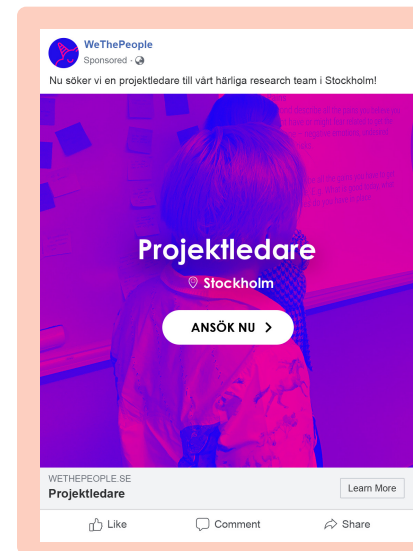 WeThePeople
Sponsored ·
Nu söker vi en projektledare till vårt härliga research team i Stockholm!
Projektledare
Stockholm
ANSÖK NU
WETHEPEOPLE.SE
Projektledare
Learn More
Like
Comment
Share